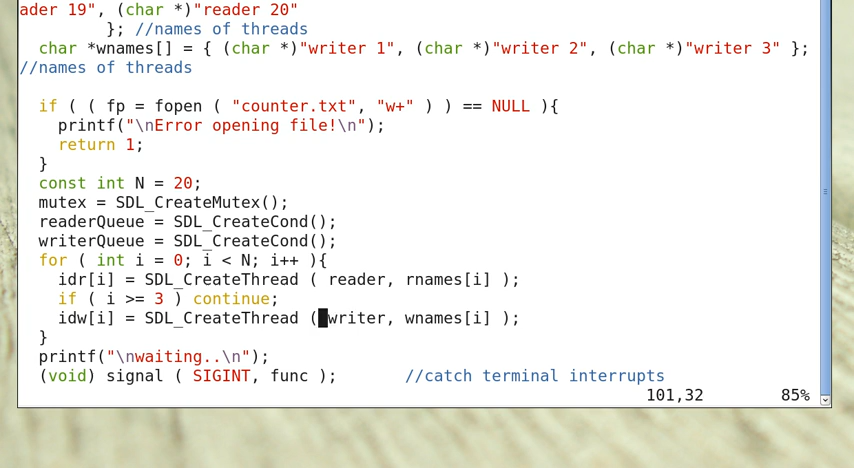 ader 19", (char *)"reader 20"
}; //names of threads
char *wnames[] = { (char *)"writer 1", (char *)"writer 2", (char *)"writer 3" };
//names of threads
if ( ( fp = fopen ( "counter.txt", "w+" ) ) == NULL ){
printf("\nError opening file!\n");
return 1;
}
const int N = 20;
mutex = SDL_CreateMutex();
readerQueue = SDL_CreateCond();
writerQueue = SDL_CreateCond();
for ( int i = 0; i < N; i++ ){
idr[i] = SDL_CreateThread ( reader, rnames[i] );
if ( i >= 3 ) continue;
idw[i] = SDL_CreateThread ( writer, wnames[i] );
}
printf("\nwaiting..\n");
(void) signal ( SIGINT, func ); //catch terminal interrupts
101,32 85%